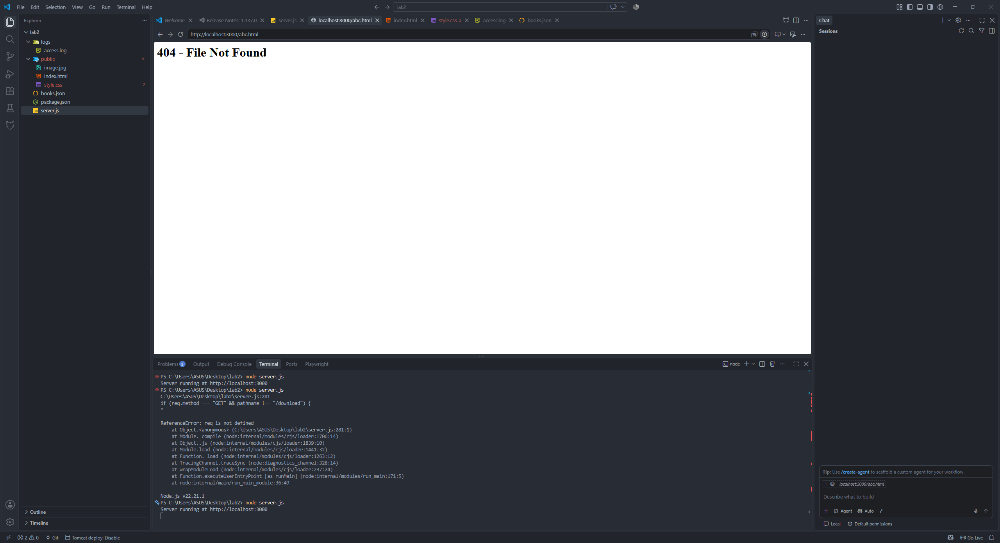 File Edit Selection View Go Run Terminal Help
lab2
Explorer
lab2
logs
access.log
public
image.jpg
index.html
style.css 2
books.json
package.json
server.js
Outline
Timeline
Welcome
Release Notes: 1.137.0
server.js
localhost:3000/abc.html
index.html
style.css 2
access.log
books.json
http://localhost:3000/abc.html
404 - File Not Found
Problems 2 Output Debug Console Terminal Ports Playwright
node
PS C:\Users\ASUS\Desktop\lab2> node server.js
Server running at http://localhost:3000
PS C:\Users\ASUS\Desktop\lab2> node server.js
C:\Users\ASUS\Desktop\lab2\server.js:281
if (req.method === "GET" && pathname !== "/download") {
^
ReferenceError: req is not defined
    at Object.<anonymous> (C:\Users\ASUS\Desktop\lab2\server.js:281:1)
    at Module._compile (node:internal/modules/cjs/loader:1706:14)
    at Object..js (node:internal/modules/cjs/loader:1839:10)
    at Module.load (node:internal/modules/cjs/loader:1441:32)
    at Function._load (node:internal/modules/cjs/loader:1263:12)
    at TracingChannel.traceSync (node:diagnostics_channel:328:14)
    at wrapModuleLoad (node:internal/modules/cjs/loader:237:24)
    at Function.executeUserEntryPoint [as runMain] (node:internal/modules/run_main:171:5)
    at node:internal/main/run_main_module:36:49
Node.js v22.21.1
PS C:\Users\ASUS\Desktop\lab2> node server.js
Server running at http://localhost:3000
Chat
Sessions
Tip: Use /create-agent to scaffold a custom agent for your workflow.
localhost:3000/abc.html
Describe what to build
Agent Auto
Local Default permissions
2 0 Git Tomcat deploy: Disable
Go Live